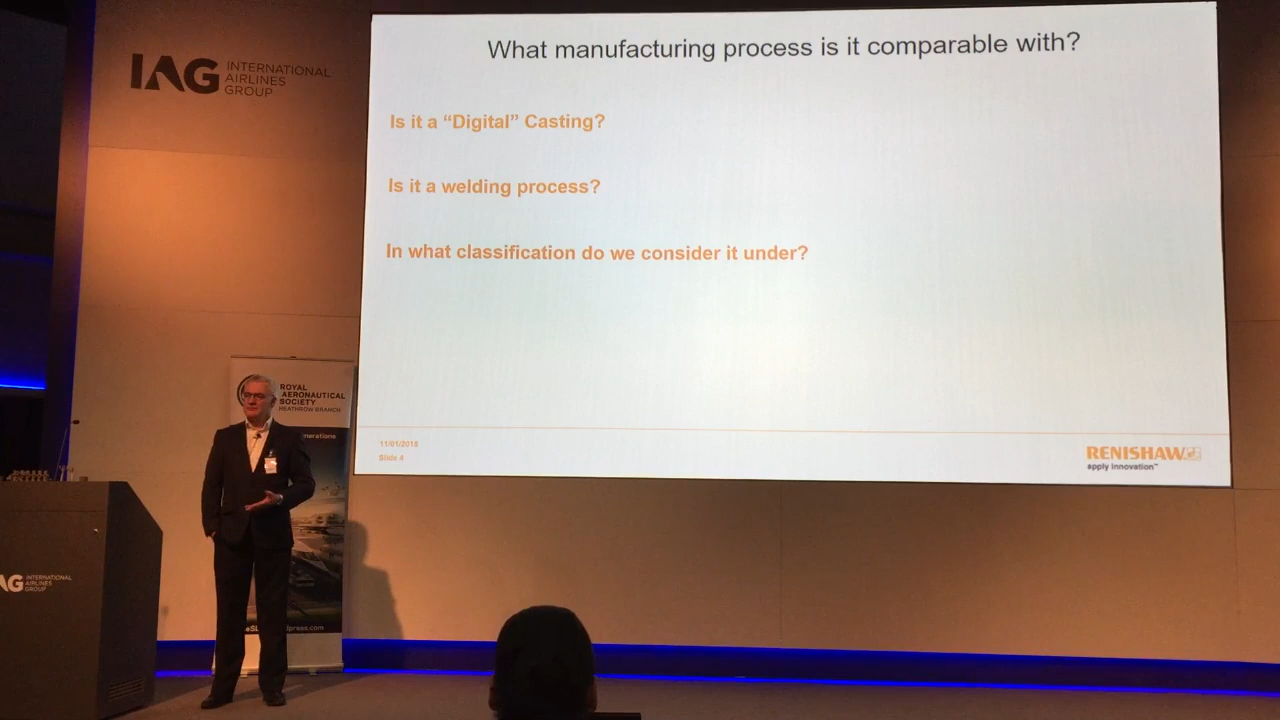 IAG INTERNATIONAL
AIRLINES
GROUP
What manufacturing process is it comparable with?
Is it a “Digital” Casting?
Is it a welding process?
In what classification do we consider it under?
11/01/2018
Slide 4
RENISHAW
apply innovation™
ROYAL
AERONAUTICAL
SOCIETY
HEATHROW BRANCH
AG INTERNATIONAL
AIRLINES
GROUP